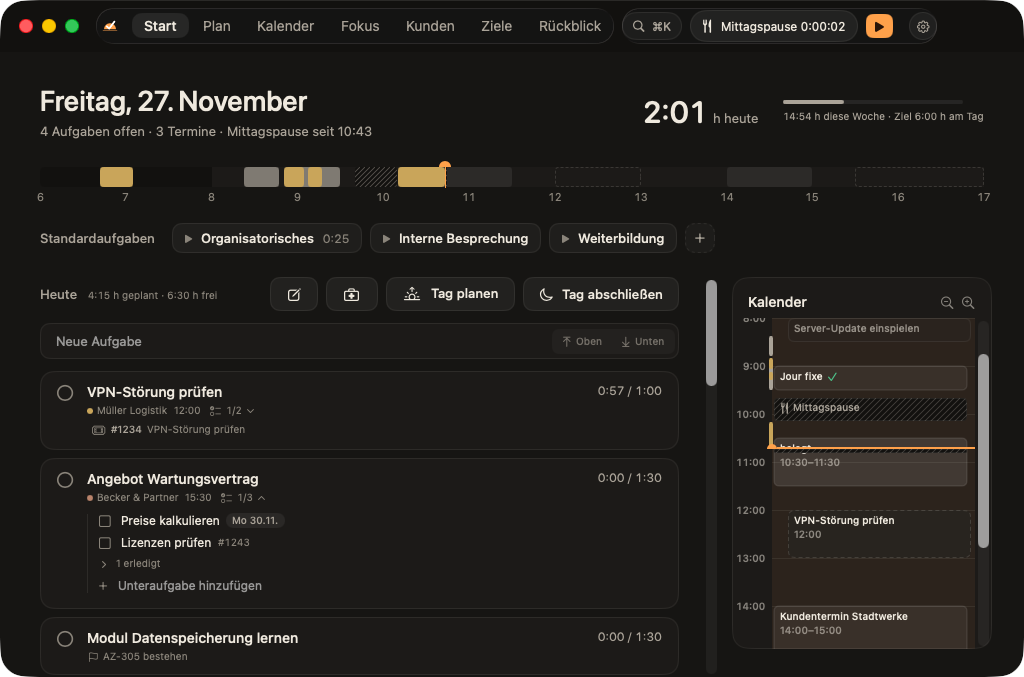 Start Plan Kalender Fokus Kunden Ziele Rückblick ⌘K Mittagspause 0:00:02
Freitag, 27. November
4 Aufgaben offen · 3 Termine · Mittagspause seit 10:43
2:01 h heute
14:54 h diese Woche · Ziel 6:00 h am Tag
6 7 8 9 10 11 12 13 14 15 16 17
Standardaufgaben
Organisatorisches 0:25
Interne Besprechung
Weiterbildung
+
Heute 4:15 h geplant · 6:30 h frei
Tag planen
Tag abschließen
Neue Aufgabe
Oben
Unten
VPN-Störung prüfen 0:57 / 1:00
Müller Logistik 12:00 1/2
#1234 VPN-Störung prüfen
Angebot Wartungsvertrag 0:00 / 1:30
Becker & Partner 15:30 1/3
Preise kalkulieren Mo 30.11.
Lizenzen prüfen #1243
1 erledigt
+ Unteraufgabe hinzufügen
Modul Datenspeicherung lernen 0:00 / 1:30
AZ-305 bestehen
Kalender
8:00
Server-Update einspielen
9:00
Jour fixe ✓
Mittagspause
10:00
belegt
10:30–11:30
11:00
12:00
VPN-Störung prüfen
12:00
13:00
14:00
Kundentermin Stadtwerke
14:00–15:00